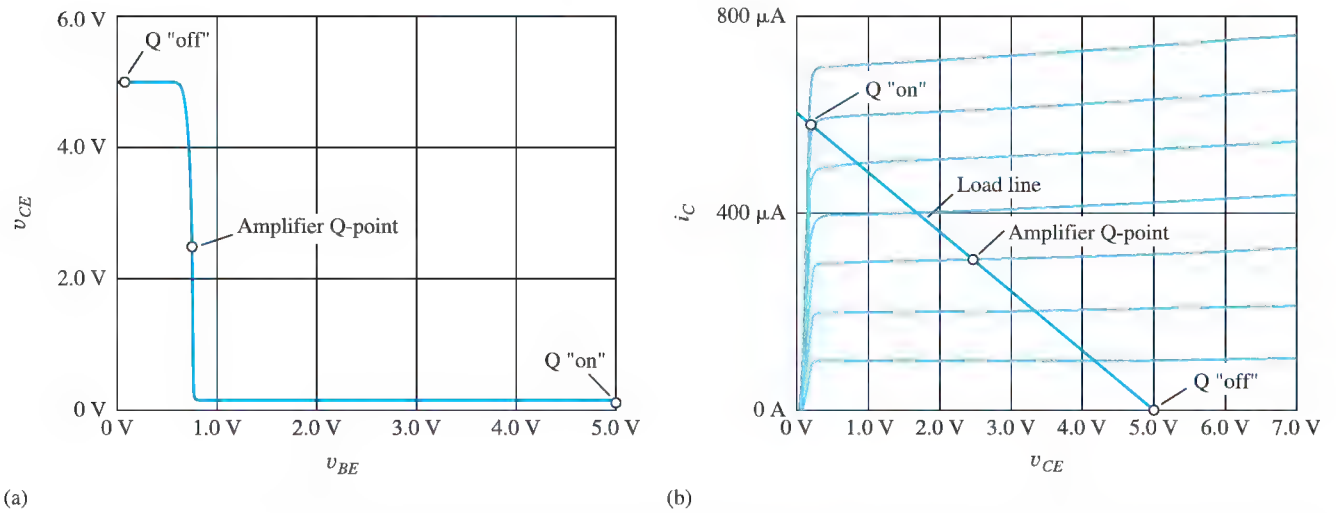 6.0 V
Q "off"
4.0 V
v_CE
Amplifier Q-point
2.0 V
Q "on"
0 V
0 V 1.0 V 2.0 V 3.0 V 4.0 V 5.0 V
v_BE
(a)
800 μA
Q "on"
Load line
i_C
400 μA
Amplifier Q-point
Q "off"
0 A
0 V 1.0 V 2.0 V 3.0 V 4.0 V 5.0 V 6.0 V 7.0 V
v_CE
(b)